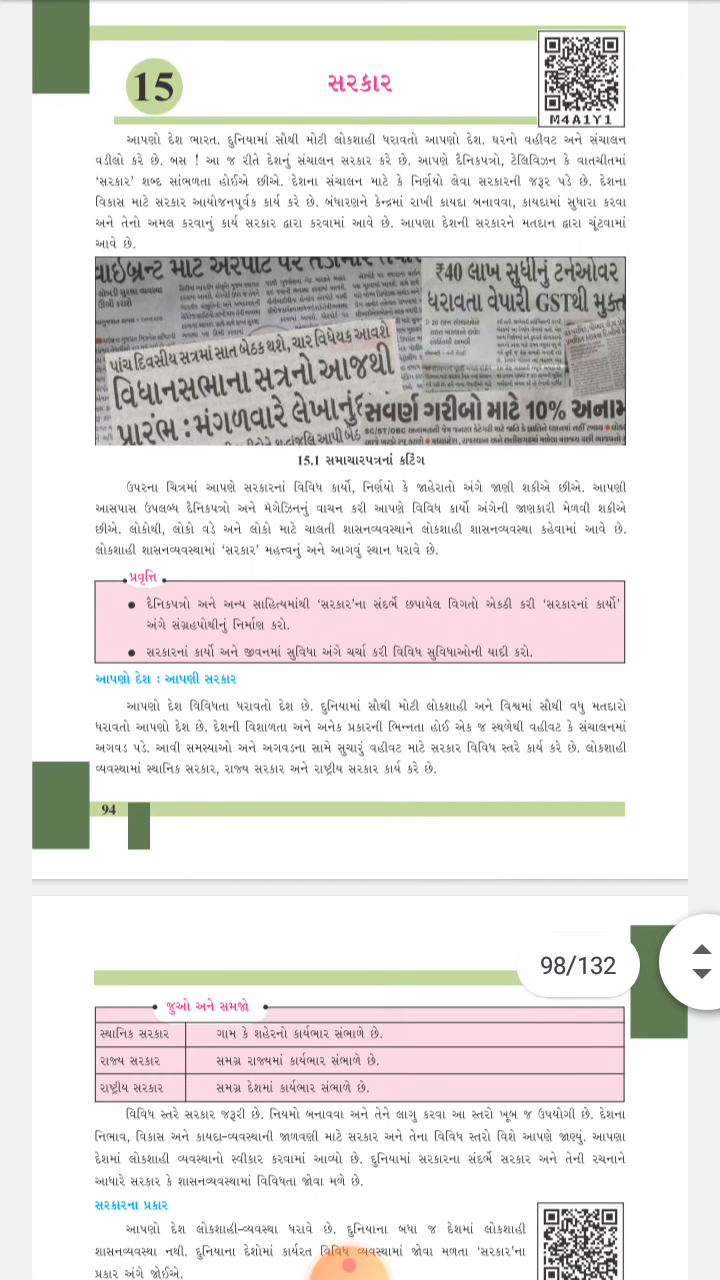 15
સરકાર
M4A1Y1
આપણો દેશ ભારત. દુનિયામાં સૌથી મોટી લોકશાહી ધરાવતો આપણો દેશ. ઘરનો વહીવટ અને સંચાલન
વડીલો કરે છે. બસ ! આ જ રીતે દેશનું સંચાલન સરકાર કરે છે. આપણે દૈનિકપત્રો, ટેલિવિઝન કે વાતચીતમાં
‘સરકાર’ શબ્દ સાંભળતા હોઈએ છીએ. દેશના સંચાલન માટે કે નિર્ણયો લેવા સરકારની જરૂર પડે છે. દેશના
વિકાસ માટે સરકાર આયોજનપૂર્વક કાર્ય કરે છે. બંધારણને કેન્દ્રમાં રાખી કાયદા બનાવવા, કાયદામાં સુધારા કરવા
અને તેનો અમલ કરવાનું કાર્ય સરકાર દ્વારા કરવામાં આવે છે. આપણા દેશની સરકારને મતદાન દ્વારા ચૂંટવામાં
આવે છે.
વાઇબ્રન્ટ માટે એરપોર્ટ પર
₹40 લાખ સુધીનું ટર્નઓવર
ધરાવતા વેપારી GSTથી મુક્ત
પાંચ દિવસીય સત્રમાં સાત બેઠક થશે, ચાર વિધેયક આવશે
વિધાનસભાના સત્રનો આજથી
પ્રારંભ : મંગળવારે લેખાનુદ
સવર્ણ ગરીબો માટે 10% અનામ
15.1 સમાચારપત્રનાં કટિંગ
ઉપરના ચિત્રમાં આપણે સરકારનાં વિવિધ કાર્યો, નિર્ણયો કે જાહેરાતો અંગે જાણી શકીએ છીએ. આપણી
આસપાસ ઉપલબ્ધ દૈનિકપત્રો અને મેગેઝિનનું વાચન કરી આપણે વિવિધ કાર્યો અંગેની જાણકારી મેળવી શકીએ
છીએ. લોકોથી, લોકો વડે અને લોકો માટે ચાલતી શાસનવ્યવસ્થાને લોકશાહી શાસનવ્યવસ્થા કહેવામાં આવે છે.
લોકશાહી શાસનવ્યવસ્થામાં ‘સરકાર’ મહત્ત્વનું અને આગવું સ્થાન ધરાવે છે.
પ્રવૃત્તિ
● દૈનિકપત્રો અને અન્ય સાહિત્યમાંથી ‘સરકાર’ના સંદર્ભે છપાયેલ વિગતો એકઠી કરી ‘સરકારનાં કાર્યો’
અંગે સંગ્રહપોથીનું નિર્માણ કરો.
● સરકારનાં કાર્યો અને જીવનમાં સુવિધા અંગે ચર્ચા કરી વિવિધ સુવિધાઓની યાદી કરો.
આપણો દેશ : આપણી સરકાર
આપણો દેશ વિવિધતા ધરાવતો દેશ છે. દુનિયામાં સૌથી મોટી લોકશાહી અને વિશ્વમાં સૌથી વધુ મતદારો
ધરાવતો આપણો દેશ છે. દેશની વિશાળતા અને અનેક પ્રકારની ભિન્નતા હોઈ એક જ સ્થળેથી વહીવટ કે સંચાલનમાં
અગવડ પડે. આવી સમસ્યાઓ અને અગવડના સામે સુચારું વહીવટ માટે સરકાર વિવિધ સ્તરે કાર્ય કરે છે. લોકશાહી
વ્યવસ્થામાં સ્થાનિક સરકાર, રાજ્ય સરકાર અને રાષ્ટ્રીય સરકાર કાર્ય કરે છે.
94
98/132
જુઓ અને સમજો
સ્થાનિક સરકાર ગામ કે શહેરનો કાર્યભાર સંભાળે છે.
રાજ્ય સરકાર સમગ્ર રાજ્યમાં કાર્યભાર સંભાળે છે.
રાષ્ટ્રીય સરકાર સમગ્ર દેશમાં કાર્યભાર સંભાળે છે.
વિવિધ સ્તરે સરકાર જરૂરી છે. નિયમો બનાવવા અને તેને લાગુ કરવા આ સ્તરો ખૂબ જ ઉપયોગી છે. દેશના
નિભાવ, વિકાસ અને કાયદા-વ્યવસ્થાની જાળવણી માટે સરકાર અને તેના વિવિધ સ્તરો વિશે આપણે જાણ્યું. આપણા
દેશમાં લોકશાહી વ્યવસ્થાનો સ્વીકાર કરવામાં આવ્યો છે. દુનિયામાં સરકારના સંદર્ભે સરકાર અને તેની રચનાને
આધારે સરકાર કે શાસનવ્યવસ્થામાં વિવિધતા જોવા મળે છે.
સરકારના પ્રકાર
આપણો દેશ લોકશાહી-વ્યવસ્થા ધરાવે છે. દુનિયાના બધા જ દેશમાં લોકશાહી
શાસનવ્યવસ્થા નથી. દુનિયાના દેશોમાં કાર્યરત વિવિધ વ્યવસ્થામાં જોવા મળતા ‘સરકાર’ના
પ્રકાર અંગે જોઈએ.